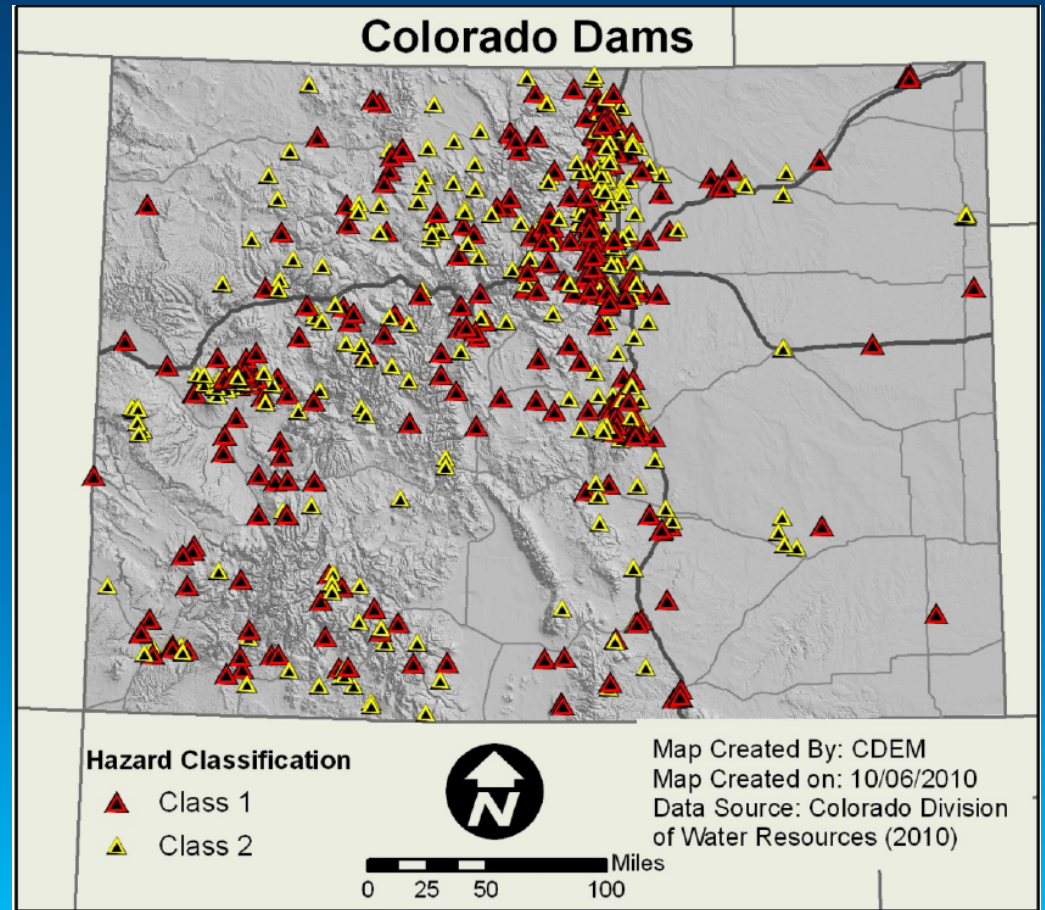 Colorado Dams
Hazard Classification
Class 1
Class 2
N
Miles
0 25 50 100
Map Created By: CDEM
Map Created on: 10/06/2010
Data Source: Colorado Division
of Water Resources (2010)